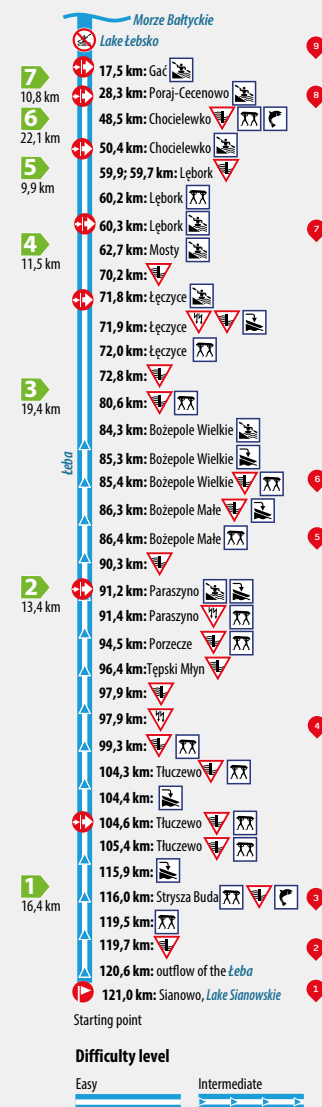 Morze Bałtyckie
Lake Łebsko
9
17,5 km: Gać
7
10,8 km
28,3 km: Poraj-Cecenowo
8
6
22,1 km
48,5 km: Chocielewko
50,4 km: Chocielewko
5
9,9 km
59,9; 59,7 km: Lębork
60,2 km: Lębork
60,3 km: Lębork
7
4
11,5 km
62,7 km: Mosty
70,2 km:
71,8 km: Łęczyce
71,9 km: Łęczyce
72,0 km: Łęczyce
72,8 km:
3
19,4 km
80,6 km:
84,3 km: Bożepole Wielkie
Łeba
85,3 km: Bożepole Wielkie
85,4 km: Bożepole Wielkie
6
86,3 km: Bożepole Małe
86,4 km: Bożepole Małe
5
90,3 km:
2
13,4 km
91,2 km: Paraszyno
91,4 km: Paraszyno
94,5 km: Porzecze
96,4 km:Tępski Młyn
97,9 km:
97,9 km:
4
99,3 km:
104,3 km: Tłuczewo
104,4 km:
104,6 km: Tłuczewo
105,4 km: Tłuczewo
115,9 km:
1
16,4 km
116,0 km: Strysza Buda
3
119,5 km:
119,7 km:
2
120,6 km: outflow of the Łeba
121,0 km: Sianowo, Lake Sianowskie
1
Starting point
Difficulty level
Easy
Intermediate